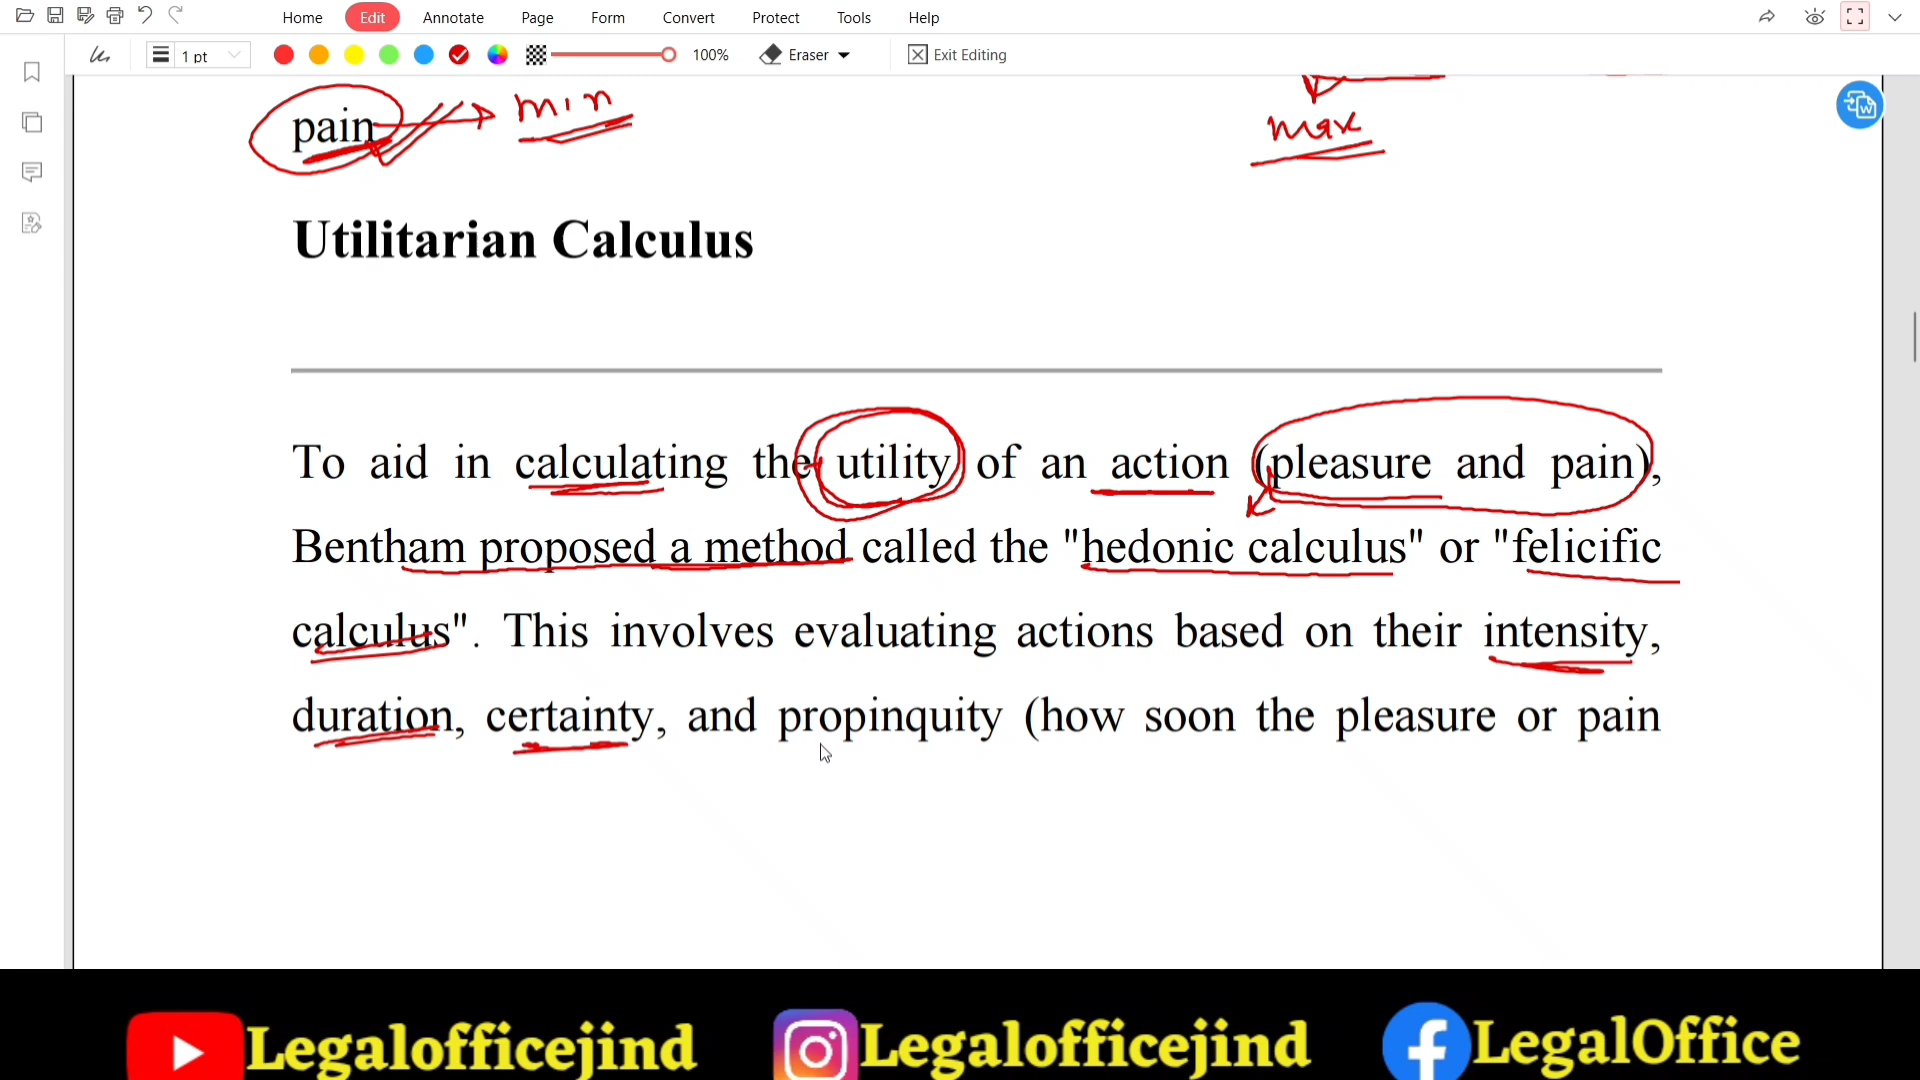 Home Edit Annotate Page Form Convert Protect Tools Help
1 pt 100% Eraser Exit Editing
pain min
max
Utilitarian Calculus
To aid in calculating the utility of an action (pleasure and pain),
Bentham proposed a method called the "hedonic calculus" or "felicific
calculus". This involves evaluating actions based on their intensity,
duration, certainty, and propinquity (how soon the pleasure or pain
Legalofficejind Legalofficejind LegalOffice